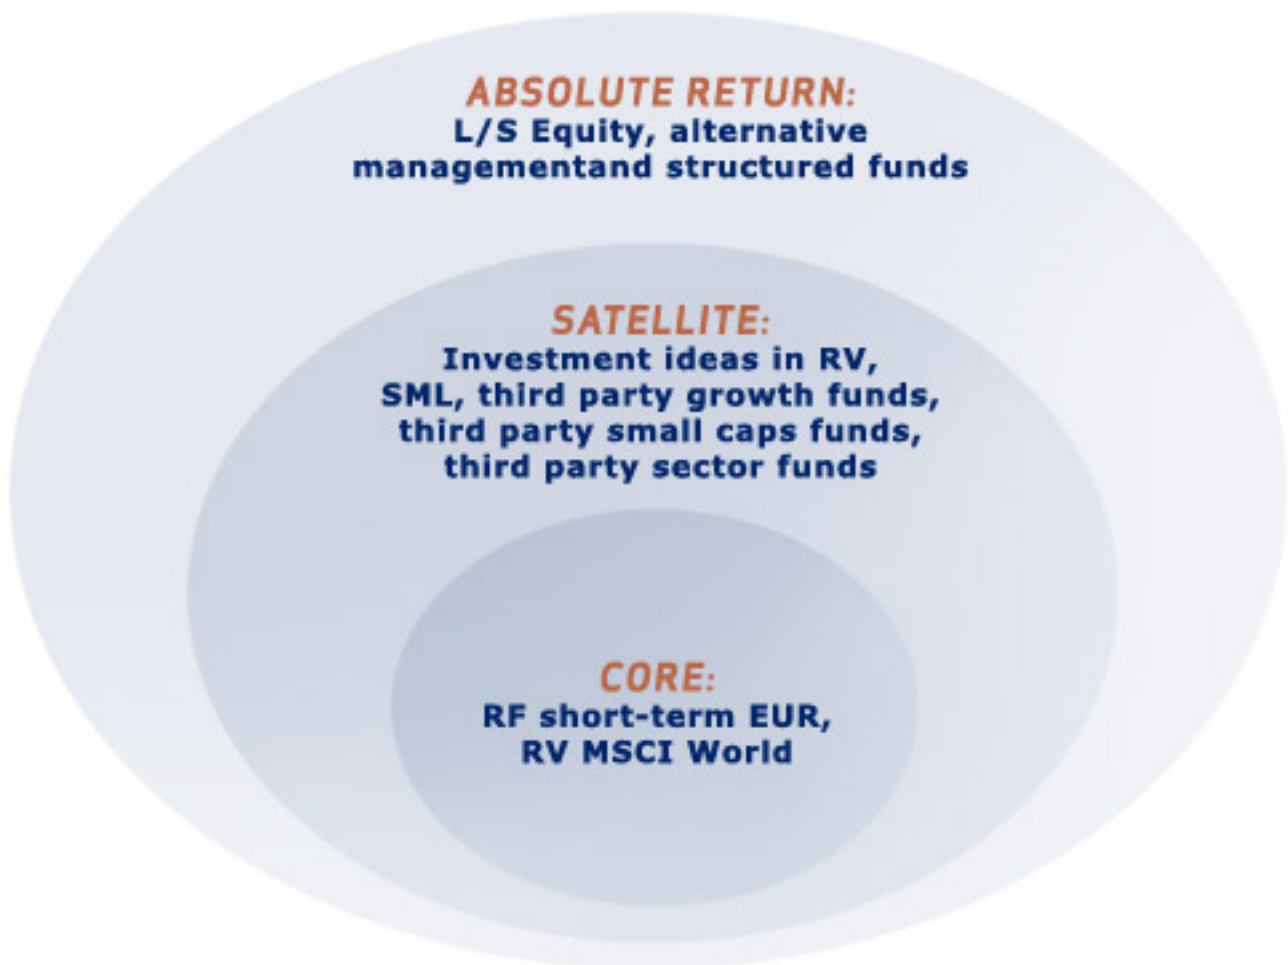 ABSOLUTE RETURN:
L/S Equity, alternative
managementand structured funds
SATELLITE:
Investment ideas in RV,
SML, third party growth funds,
third party small caps funds,
third party sector funds
CORE:
RF short-term EUR,
RV MSCI World